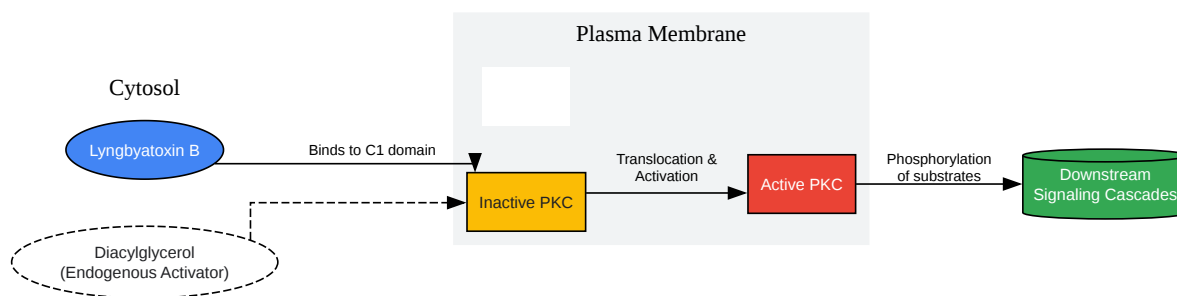 Plasma Membrane
Cytosol
Lyngbyatoxin B
Binds to C1 domain
Translocation &
Activation
Phosphorylation
of substrates
Inactive PKC
Active PKC
Downstream
Signaling Cascades
Diacylglycerol
(Endogenous Activator)